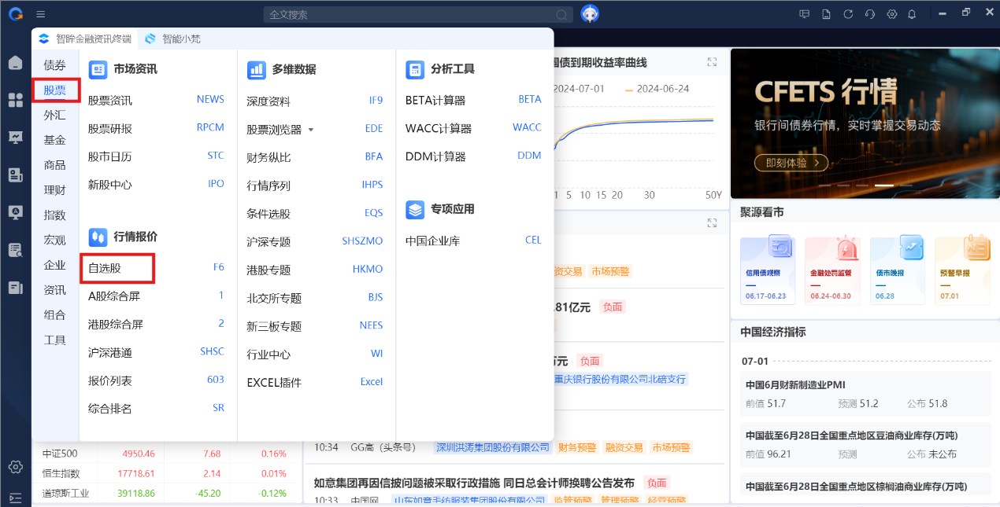 全文搜索
智眸金融资讯终端
智能小梵
债券
股票
外汇
基金
商品
理财
指数
宏观
企业
资讯
组合
工具
市场资讯
股票资讯 NEWS
股票研报 RPCM
股市日历 STC
新股中心 IPO
行情报价
自选股 F6
A股综合屏 1
港股综合屏 2
沪深港通 SHSC
报价列表 603
综合排名 SR
多维数据
深度资料 IF9
股票浏览器 EDE
财务纵比 BFA
行情序列 IHPS
条件选股 EQS
沪深专题 SHSZMO
港股专题 HKMO
北交所专题 BJS
新三板专题 NEES
行业中心 WI
EXCEL插件 Excel
分析工具
BETA计算器 BETA
WACC计算器 WACC
DDM计算器 DDM
专项应用
中国企业库 CEL
国债到期收益率曲线
2024-07-01 2024-06-24
1 5 10 15 20 30 50Y
资交易 市场预警
.81亿元 负面
万元 负面
重庆银行股份有限公司北碚支行
10:34 GG高（头条号） 深圳洪涛集团股份有限公司 财务预警 融资交易 市场预警
如意集团再因信披问题被采取行政措施 同日总会计师换聘公告发布 负面
10:33 中国网 山东如意毛纺服装集团股份有限公司 监管预警 管理预警 经营预警
中证500 4950.46 7.68 0.16%
恒生指数 17718.61 2.14 0.01%
道琼斯工业 39118.86 -45.20 -0.12%
CFETS 行情
银行间债券行情，实时掌握交易动态
即刻体验
聚源看市
信用债观察
06.17-06.23
金融处罚监管
06.24-06.30
债市晚报
06.28
预警早报
07.01
中国经济指标
07-01
中国6月财新制造业PMI
前值 51.7 预测 51.2 公布 51.8
中国截至6月28日全国重点地区豆油商业库存(万吨)
前值 96.21 预测 公布 未公布
中国截至6月28日全国重点地区棕榈油商业库存(万吨)